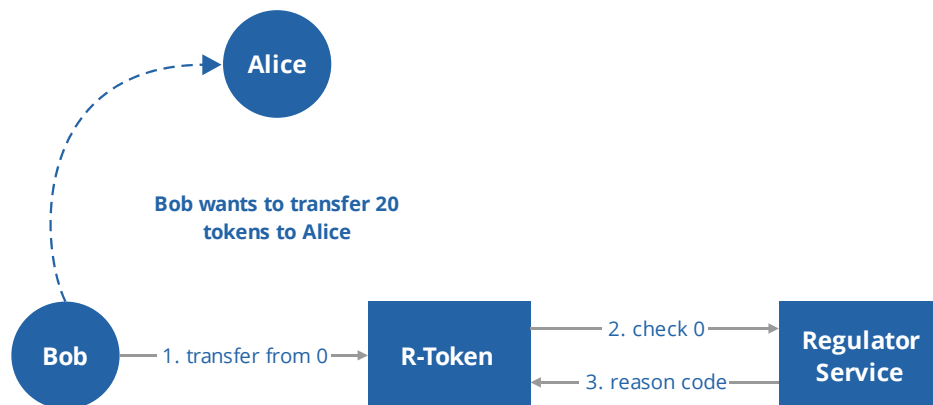 Alice
Bob wants to transfer 20
tokens to Alice
Bob
1. transfer from 0
R-Token
2. check 0
3. reason code
Regulator
Service